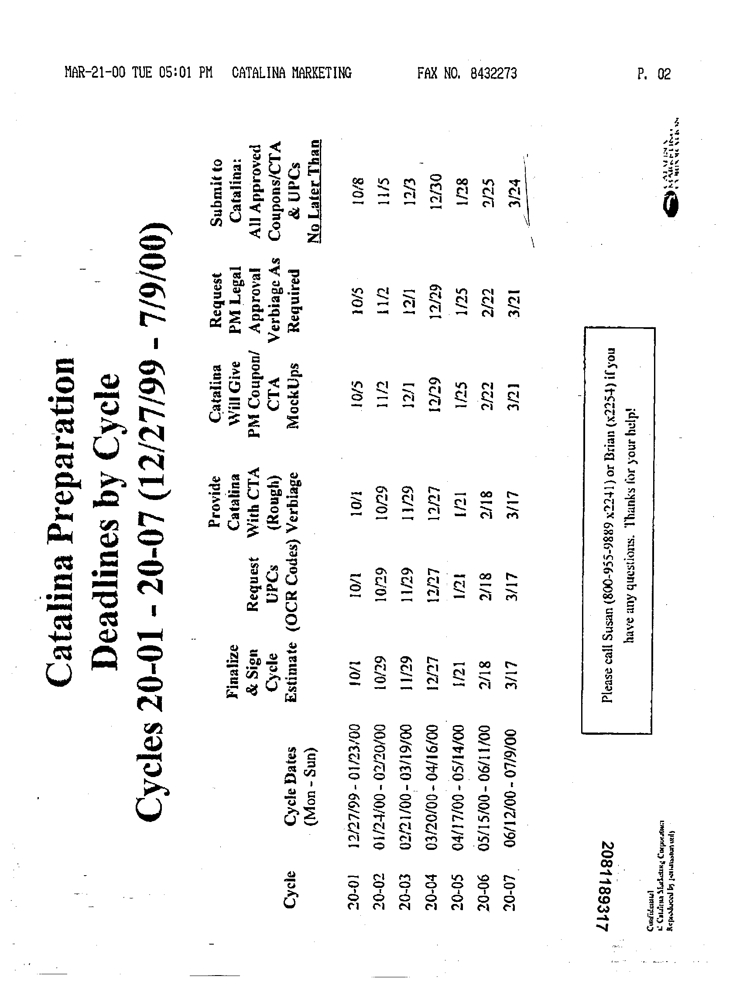 MAR-21-00 TUE 05:01 PM CATALINA MARKETING FAX NO. 8432273 P. 02
Catalina Preparation
Deadlines by Cycle
Cycles 20-01 - 20-07 (12/27/99 - 7/9/00)
Cycle | Cycle Dates (Mon - Sun) | Finalize & Sign Cycle Estimate | Request UPCs (OCR Codes) | Provide Catalina With CTA (Rough) Verbiage | Catalina Will Give PM Coupon/ CTA MockUps | Request PM Legal Approval Verbiage As Required | Submit to Catalina: All Approved Coupons/CTA & UPCs No Later Than
20-01 12/27/99 - 01/23/00 10/1 10/1 10/1 10/5 10/5 10/8
20-02 01/24/00 - 02/20/00 10/29 10/29 10/29 11/2 11/2 11/5
20-03 02/21/00 - 03/19/00 11/29 11/29 11/29 12/1 12/1 12/3
20-04 03/20/00 - 04/16/00 12/27 12/27 12/27 12/29 12/29 12/30
20-05 04/17/00 - 05/14/00 1/21 1/21 1/21 1/25 1/25 1/28
20-06 05/15/00 - 06/11/00 2/18 2/18 2/18 2/22 2/22 2/25
20-07 06/12/00 - 07/9/00 3/17 3/17 3/17 3/21 3/21 3/24
Please call Susan (800-955-9889 x2241) or Brian (x2254) if you
have any questions. Thanks for your help!
2081189317
Confidential
© Catalina Marketing Corporation
Reproduced by permission only